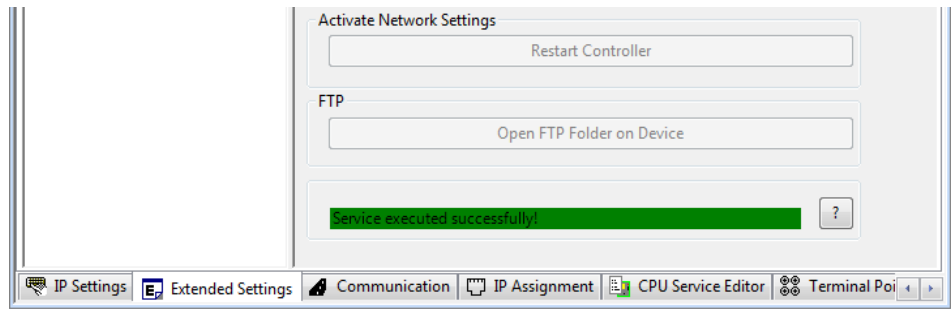 Activate Network Settings
Restart Controller
FTP
Open FTP Folder on Device
Service executed successfully!
?
IP Settings
Extended Settings
Communication
IP Assignment
CPU Service Editor
Terminal Poi